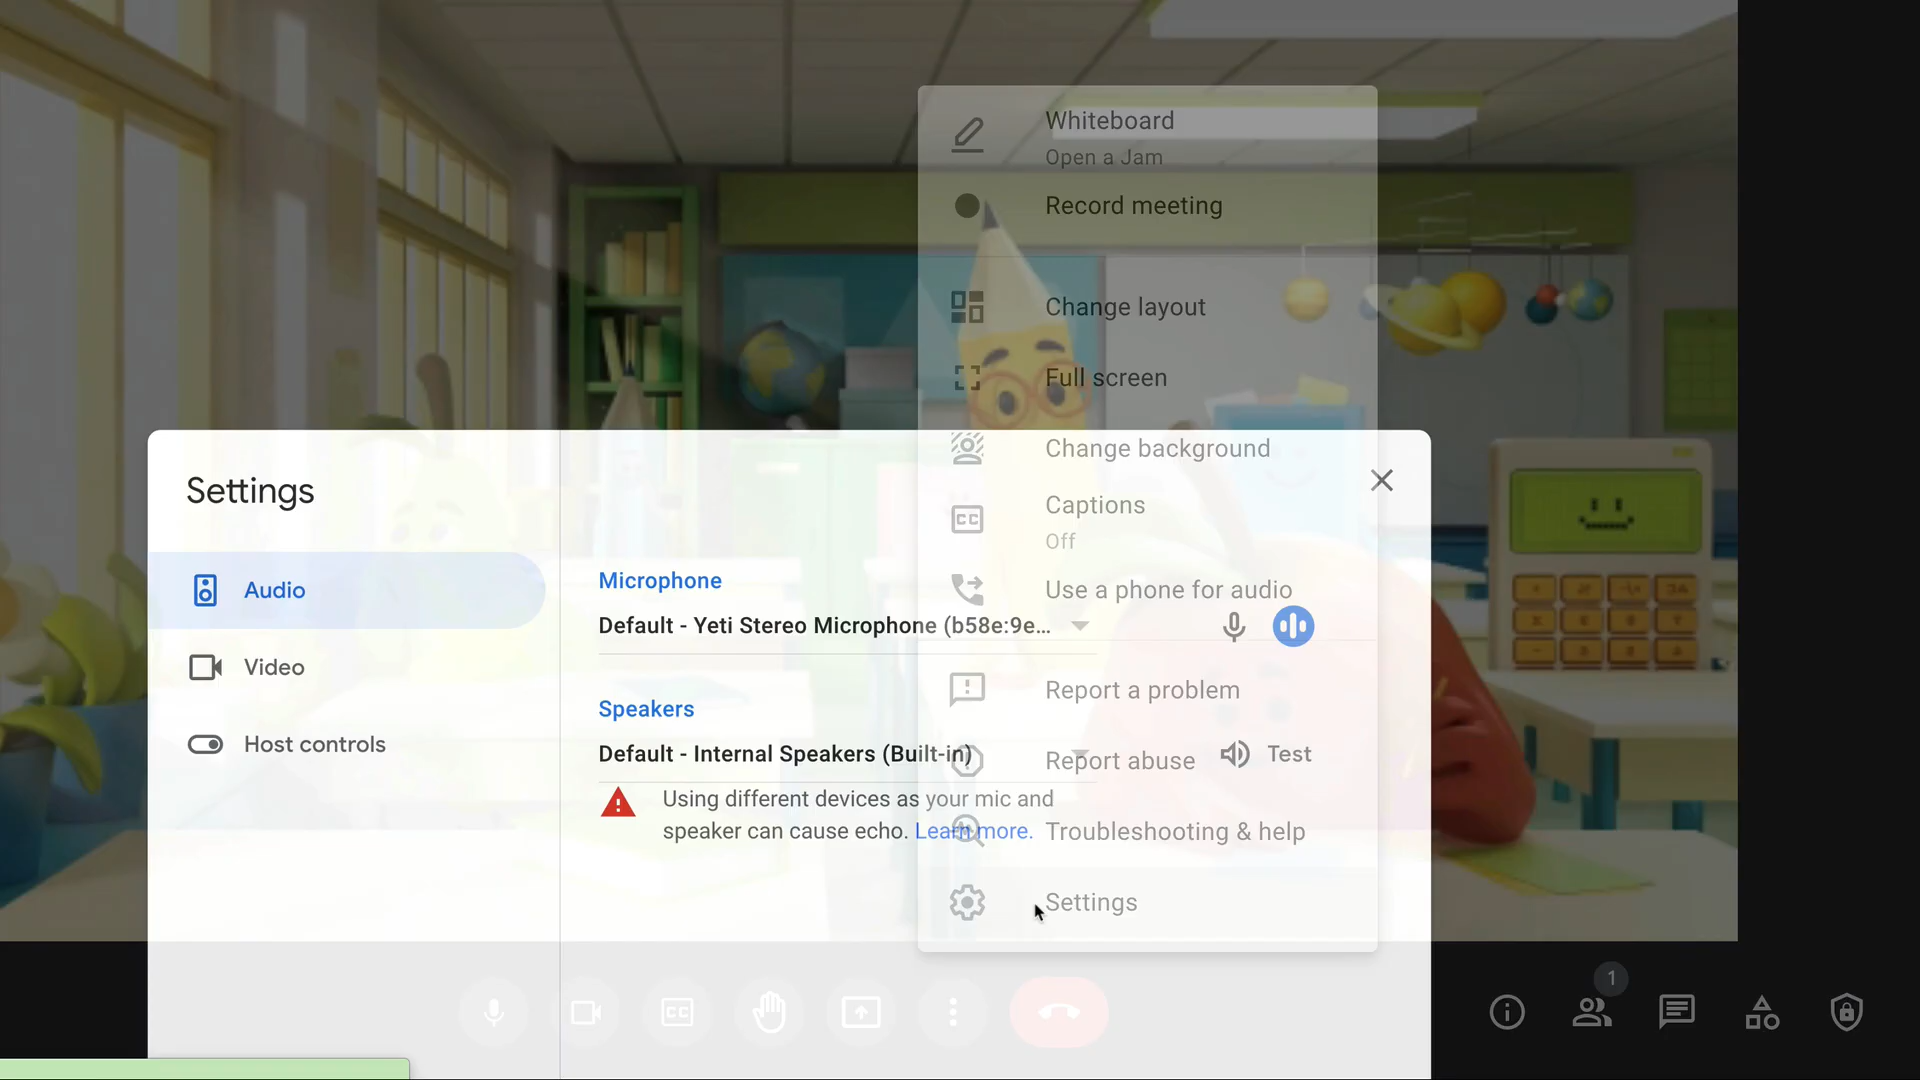 Whiteboard
Open a Jam
Record meeting
Change layout
Full screen
Change background
Captions
Off
Use a phone for audio
Report a problem
Report abuse
Troubleshooting & help
Settings
Settings
Audio
Video
Host controls
Microphone
Default - Yeti Stereo Microphone (b58e:9e...
Speakers
Default - Internal Speakers (Built-in)
Test
Using different devices as your mic and
speaker can cause echo. Learn more.
CC
CC
1